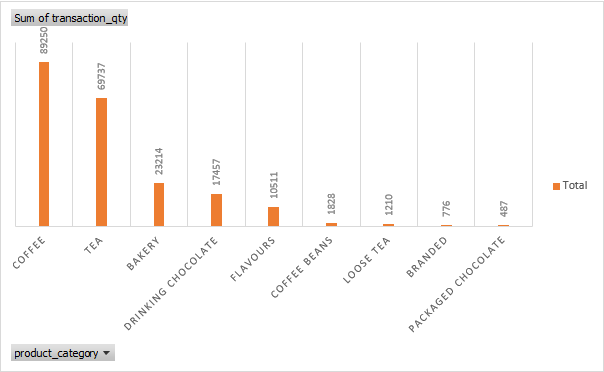 Sum of transaction_qty
89250
69737
23214
17457
10511
1828
1210
776
487
Total
COFFEE
TEA
BAKERY
DRINKING CHOCOLATE
FLAVOURS
COFFEE BEANS
LOOSE TEA
BRANDED
PACKAGED CHOCOLATE
product_category